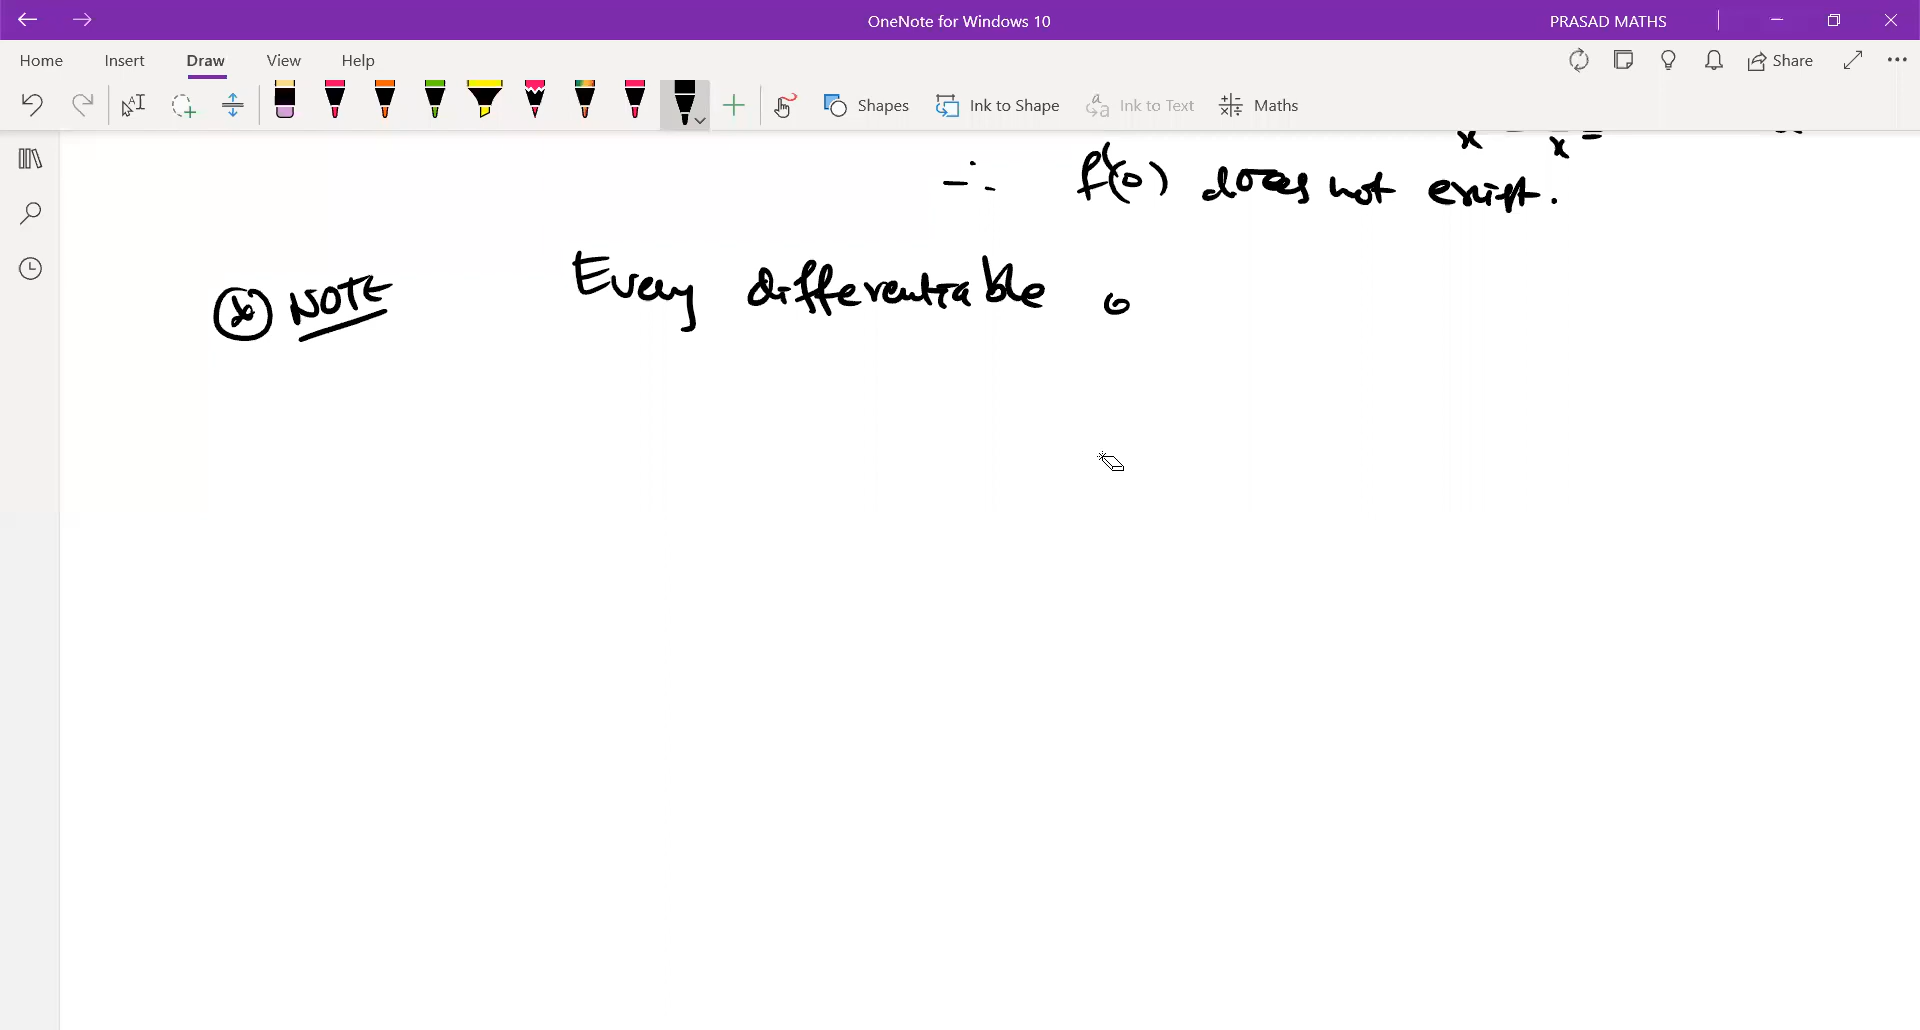 OneNote for Windows 10
PRASAD MATHS
Home Insert Draw View Help
Share
Shapes Ink to Shape Ink to Text Maths
x x
∴ f'(0) does not exist.
NOTE Every differentiable